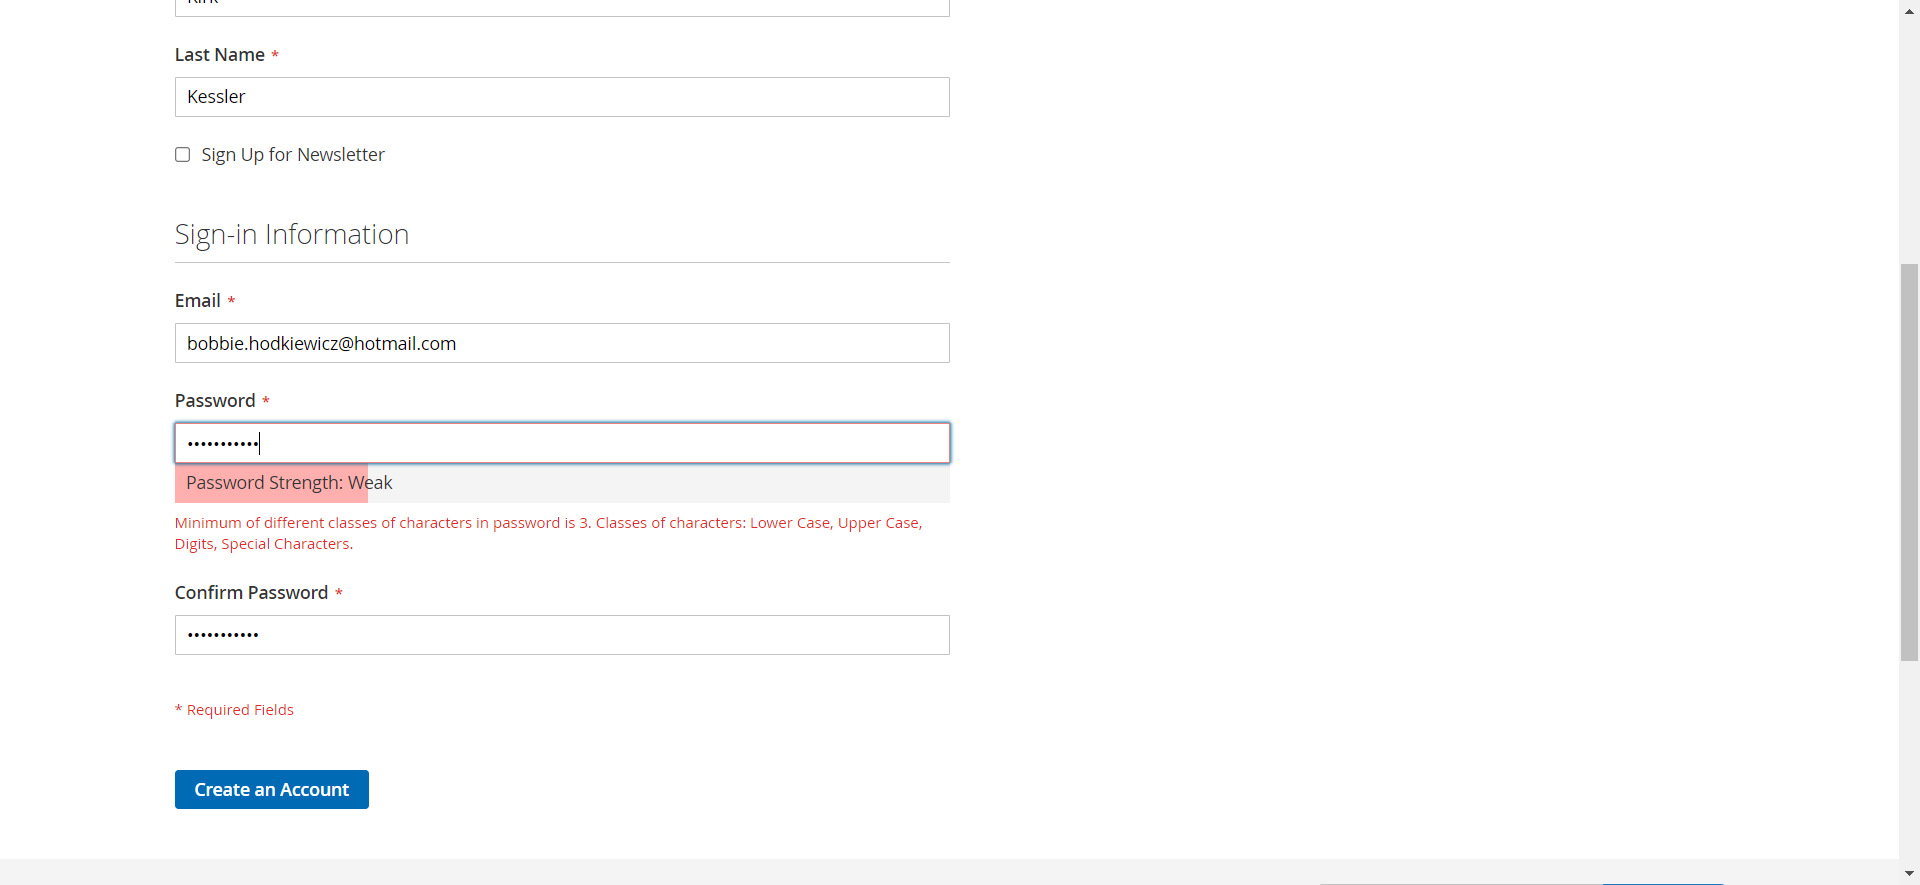 Last Name *
Kessler
Sign Up for Newsletter
Sign-in Information
Email *
bobbie.hodkiewicz@hotmail.com
Password *
•••••••••••
Password Strength: Weak
Minimum of different classes of characters in password is 3. Classes of characters: Lower Case, Upper Case,
Digits, Special Characters.
Confirm Password *
•••••••••••
* Required Fields
Create an Account